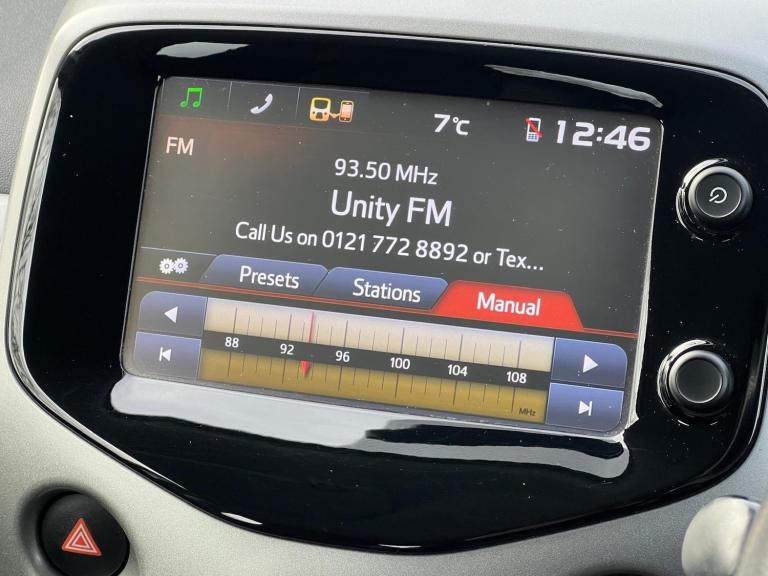 7°C
12:46
FM
93.50 MHz
Unity FM
Call Us on 0121 772 8892 or Tex...
Presets
Stations
Manual
88 92 96 100 104 108
MHz